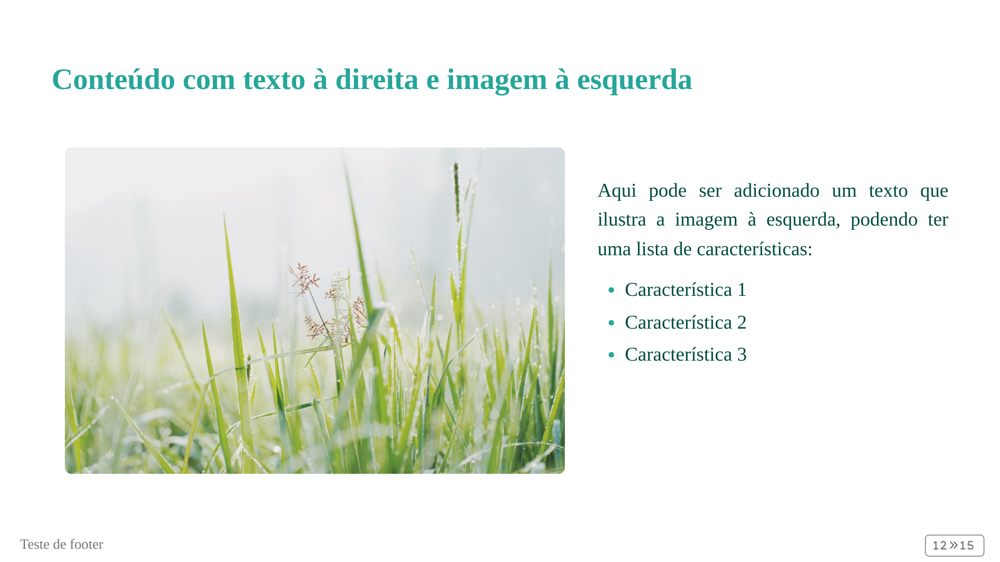 Conteúdo com texto à direita e imagem à esquerda
Aqui pode ser adicionado um texto que
ilustra a imagem à esquerda, podendo ter
uma lista de características:
• Característica 1
• Característica 2
• Característica 3
Teste de footer
12»15